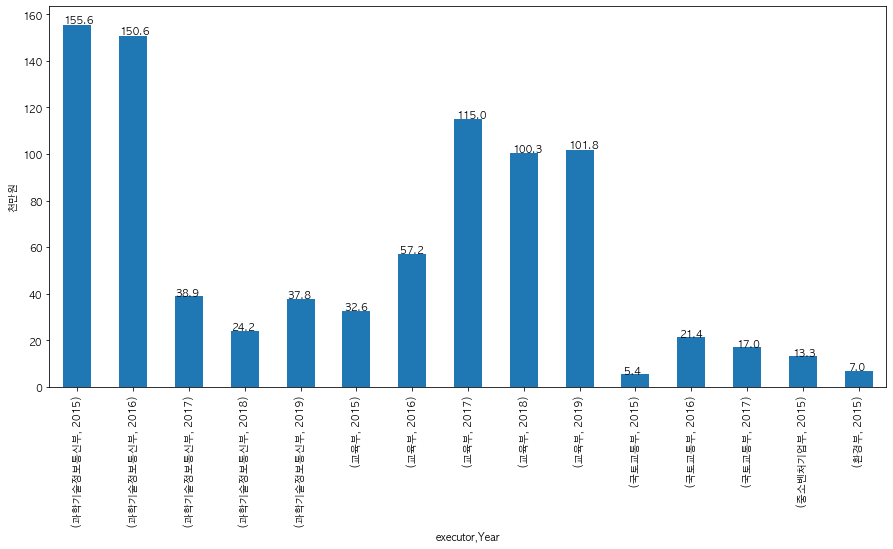 160
140
120
100
80
60
40
20
0
천만원
155.6
150.6
38.9
24.2
37.8
32.6
57.2
115.0
100.3
101.8
5.4
21.4
17.0
13.3
7.0
(과학기술정보통신부, 2015)
(과학기술정보통신부, 2016)
(과학기술정보통신부, 2017)
(과학기술정보통신부, 2018)
(과학기술정보통신부, 2019)
(교육부, 2015)
(교육부, 2016)
(교육부, 2017)
(교육부, 2018)
(교육부, 2019)
(국토교통부, 2015)
(국토교통부, 2016)
(국토교통부, 2017)
(중소벤처기업부, 2015)
(환경부, 2015)
executor,Year